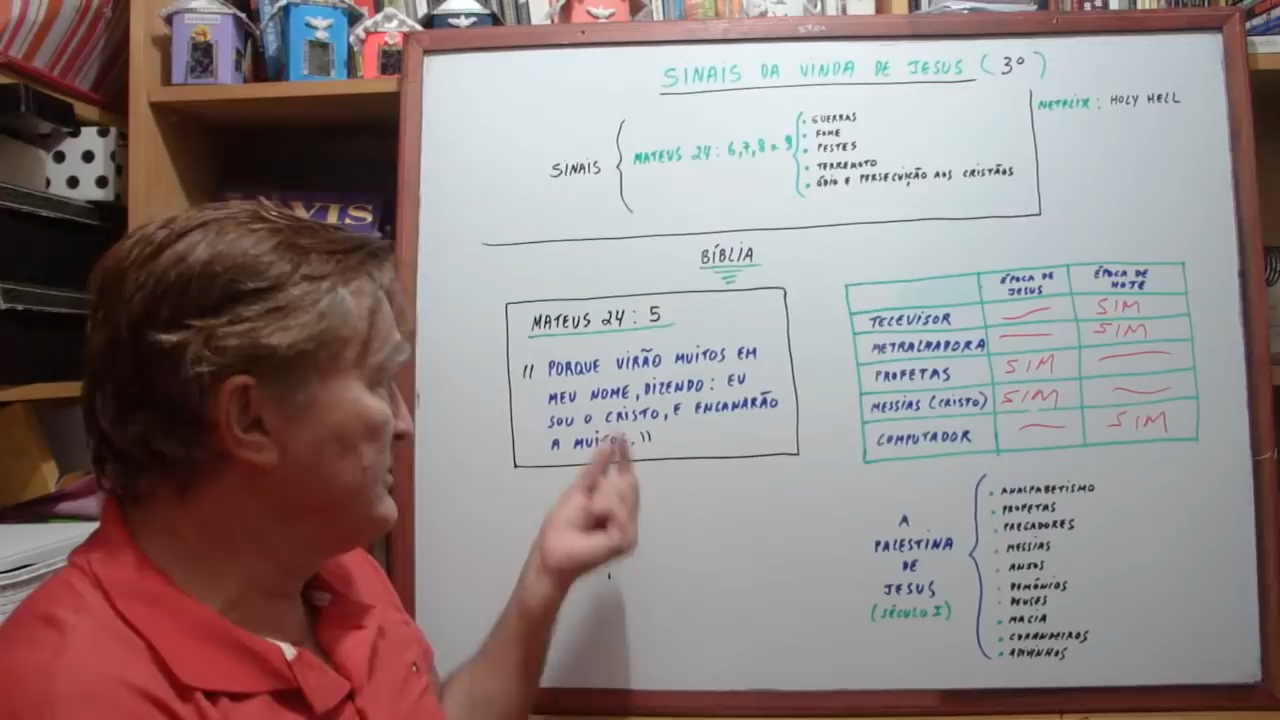 SINAIS DA VINDA DE JESUS (3º)
NETFLIX: HOLY HELL
SINAIS
MATEUS 24: 6,7,8 e 9
• GUERRAS
• FOME
• PESTES
• TERREMOTO
• ÓDIO E PERSECUIÇÃO AOS CRISTÃOS
BÍBLIA
MATEUS 24: 5
" PORQUE VIRÃO MUITOS EM
MEU NOME, DIZENDO: EU
SOU O CRISTO, E ENGANARÃO
A
ÉPOCA DE JESUS
ÉPOCA DE HOJE
TELEVISOR — SIM
METRALHADORA — SIM
PROFETAS SIM —
MESSIAS (CRISTO) SIM —
COMPUTADOR — SIM
A
PALESTINA
DE
JESUS
(SÉCULO I)
• ANALFABETISMO
• PROFETAS
• PREGADORES
• MESSIAS
• ANJOS
• DEMÔNIOS
• DEUSES
• MAGIA
• CURANDEIROS
• ADIVINHOS
VIS